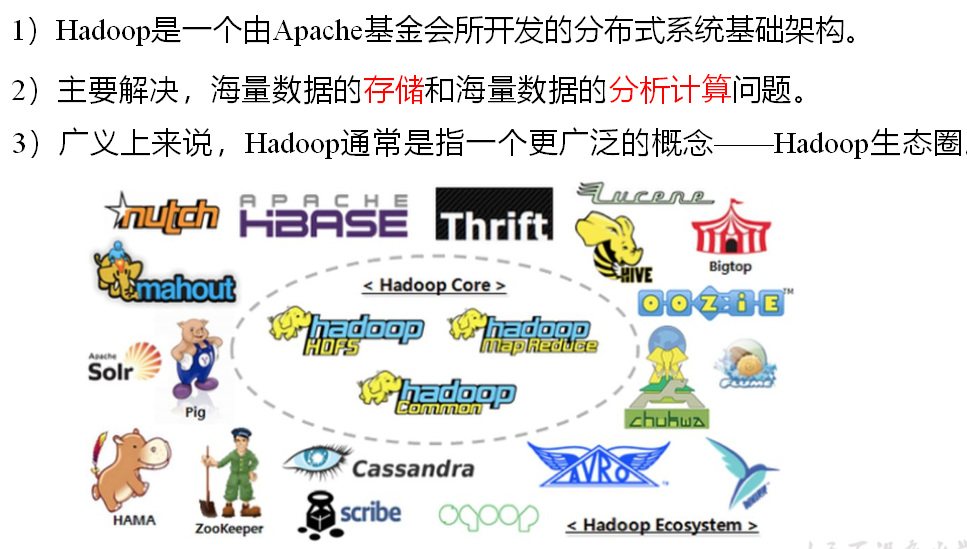 1）Hadoop是一个由Apache基金会所开发的分布式系统基础架构。
2）主要解决，海量数据的存储和海量数据的分析计算问题。
3）广义上来说，Hadoop通常是指一个更广泛的概念——Hadoop生态圈。
nutch
APACHE
HBASE
Thrift
Lucene
HIVE
Bigtop
mahout
< Hadoop Core >
OOZIE™
hadoop
HDFS
hadoop
Map Reduce
Apache
Solr
Pig
hadoop
Common
chukwa
FLUME
HAMA
ZooKeeper
Cassandra
scribe
sqoop
AVRO™
< Hadoop Ecosystem >